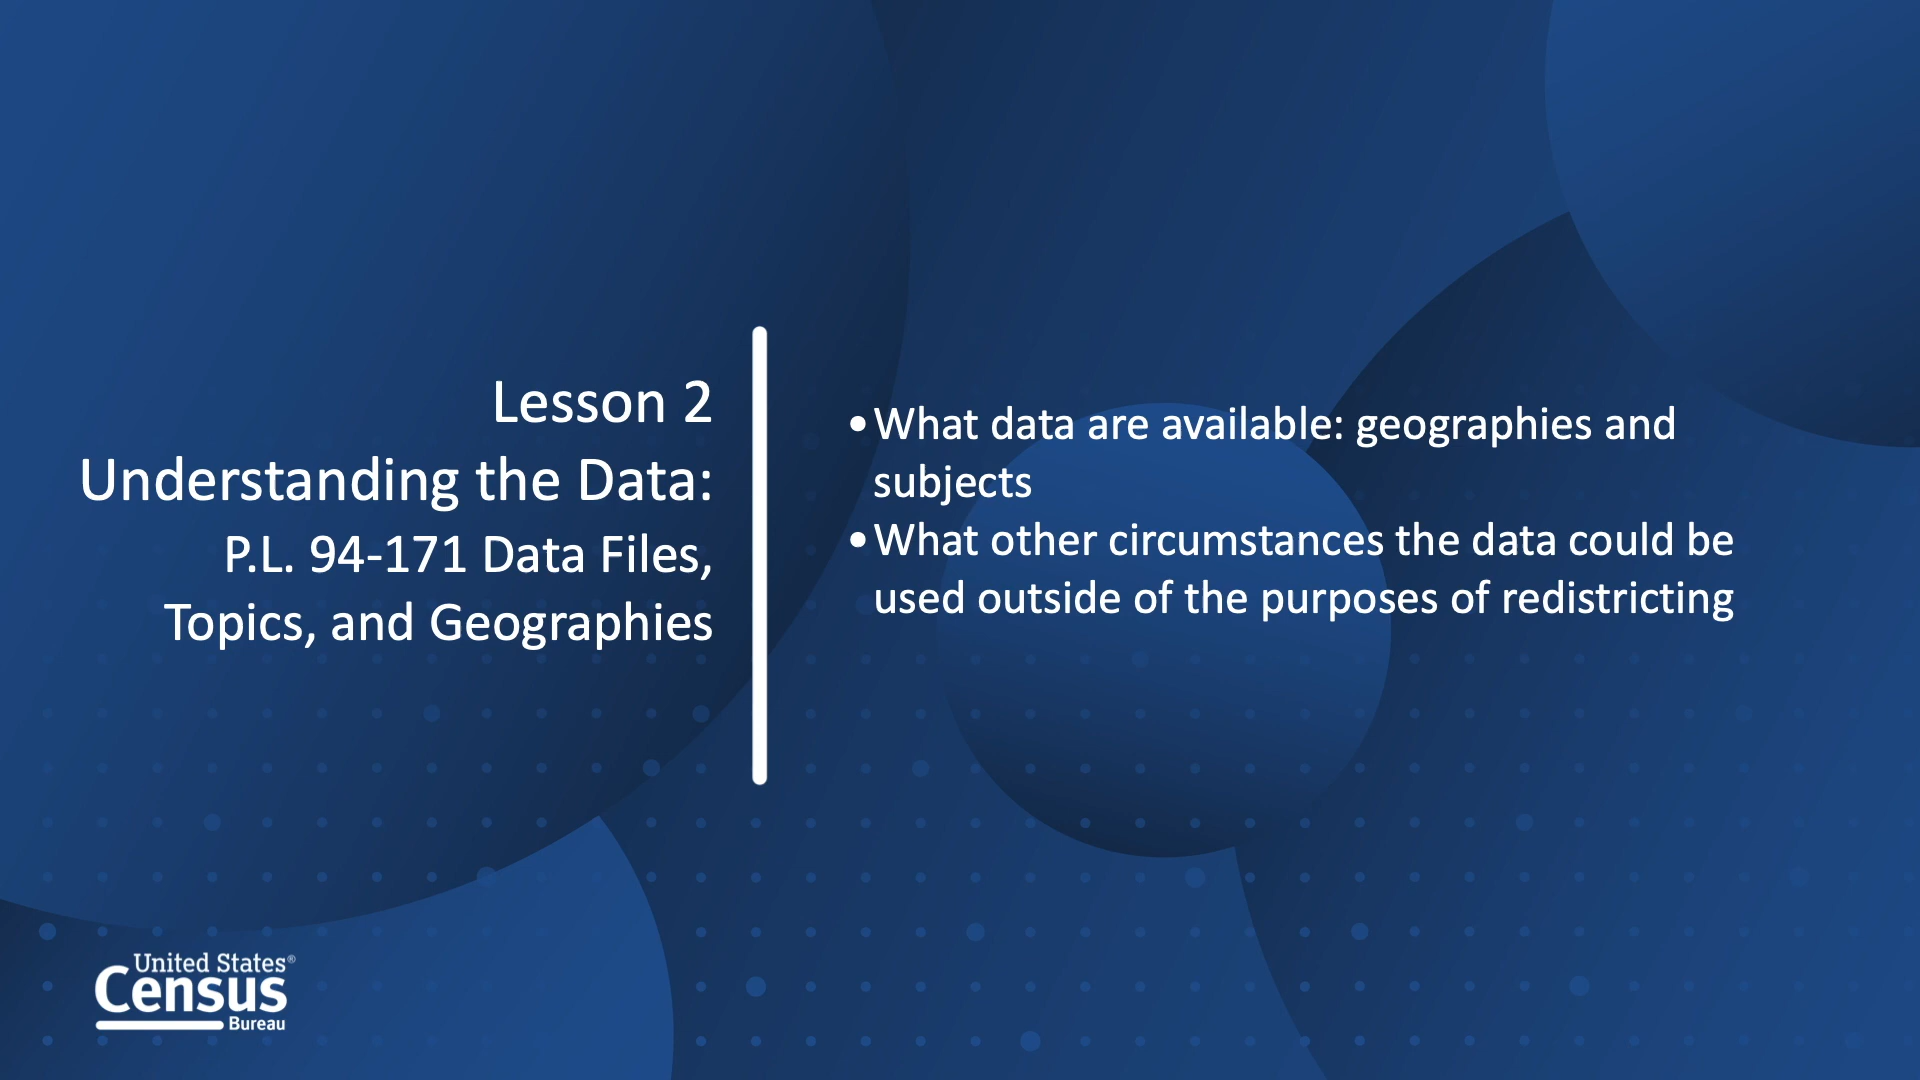 Lesson 2
Understanding the Data:
P.L. 94-171 Data Files,
Topics, and Geographies
•What data are available: geographies and
subjects
•What other circumstances the data could be
used outside of the purposes of redistricting
United States®
Census
Bureau